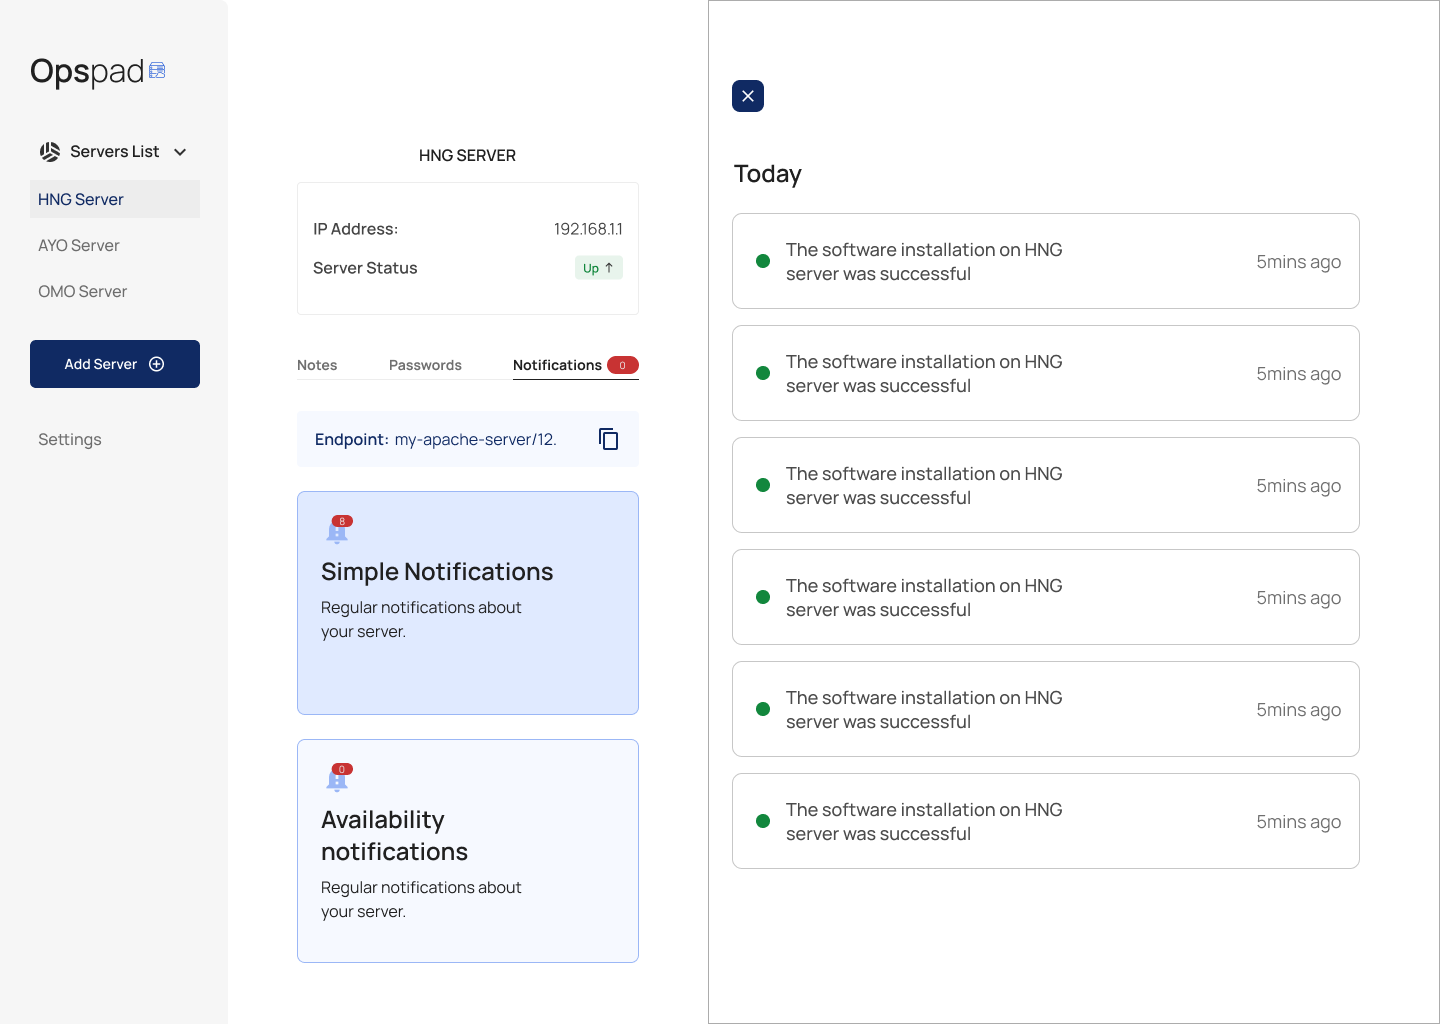 Opspad
Servers List
HNG Server
AYO Server
OMO Server
Add Server
Settings
HNG SERVER
IP Address: 192.168.1.1
Server Status Up ↑
Notes Passwords Notifications 0
Endpoint: my-apache-server/12.
8
Simple Notifications
Regular notifications about
your server.
0
Availability
notifications
Regular notifications about
your server.
Today
The software installation on HNG
server was successful
5mins ago
The software installation on HNG
server was successful
5mins ago
The software installation on HNG
server was successful
5mins ago
The software installation on HNG
server was successful
5mins ago
The software installation on HNG
server was successful
5mins ago
The software installation on HNG
server was successful
5mins ago